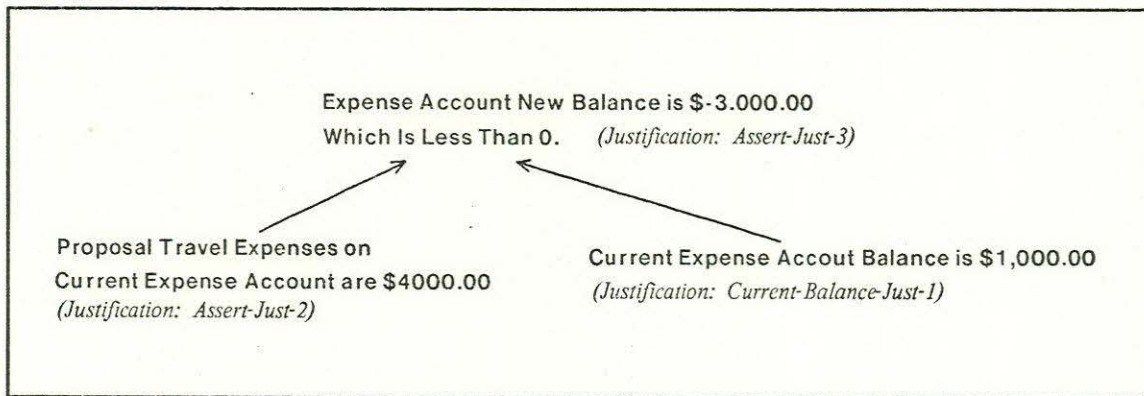 Expense Account New Balance is $-3.000.00
Which Is Less Than 0. (Justification: Assert-Just-3)
Proposal Travel Expenses on
Current Expense Account are $4000.00
(Justification: Assert-Just-2)
Current Expense Accout Balance is $1,000.00
(Justification: Current-Balance-Just-1)